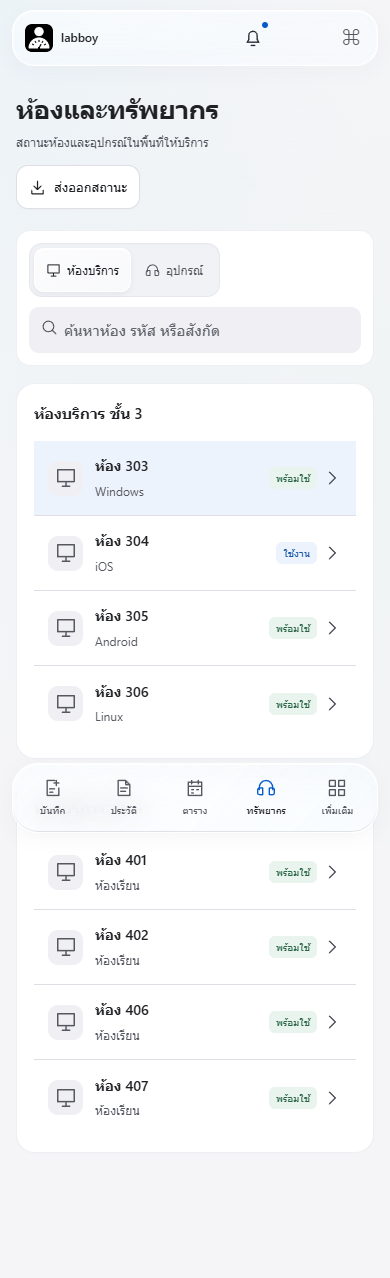 labboy
ห้องและทรัพยากร
สถานะห้องและอุปกรณ์ในพื้นที่ให้บริการ
ส่งออกสถานะ
ห้องบริการ
อุปกรณ์
ค้นหาห้อง รหัส หรือสังกัด
ห้องบริการ ชั้น 3
ห้อง 303
Windows
พร้อมใช้
ห้อง 304
iOS
ใช้งาน
ห้อง 305
Android
พร้อมใช้
ห้อง 306
Linux
พร้อมใช้
บันทึก
ประวัติ
ตาราง
ทรัพยากร
เพิ่มเติม
ห้อง 401
ห้องเรียน
พร้อมใช้
ห้อง 402
ห้องเรียน
พร้อมใช้
ห้อง 406
ห้องเรียน
พร้อมใช้
ห้อง 407
ห้องเรียน
พร้อมใช้